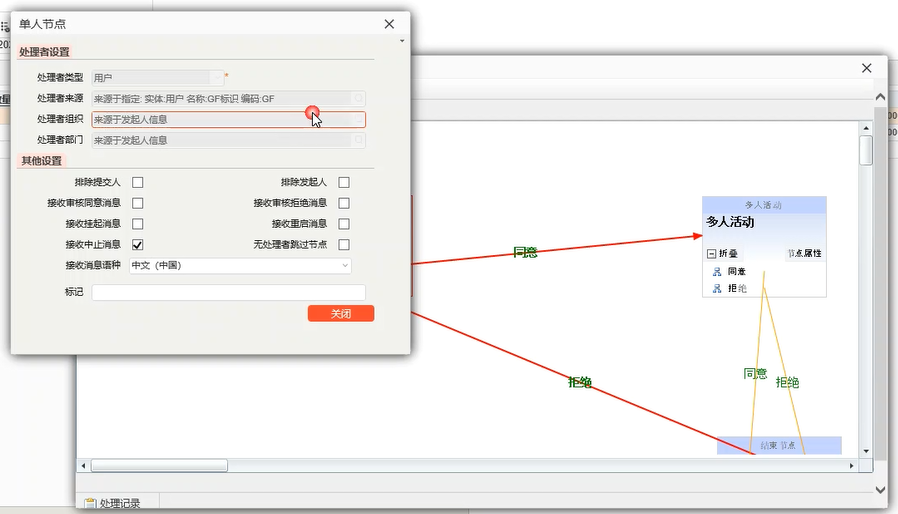 单人节点
处理者设置
处理者类型 用户 *
处理者来源 来源于指定: 实体:用户 名称:GF标识 编码:GF
处理者组织 来源于发起人信息
处理者部门 来源于发起人信息
其他设置
排除提交人 排除发起人
接收审核同意消息 接收审核拒绝消息
接收挂起消息 接收重启消息
接收中止消息 无处理者跳过节点
接收消息语种 中文（中国）
标记
关闭
多人活动
多人活动
折叠 节点属性
同意
拒绝
同意
拒绝
同意
拒绝
结束节点
处理记录